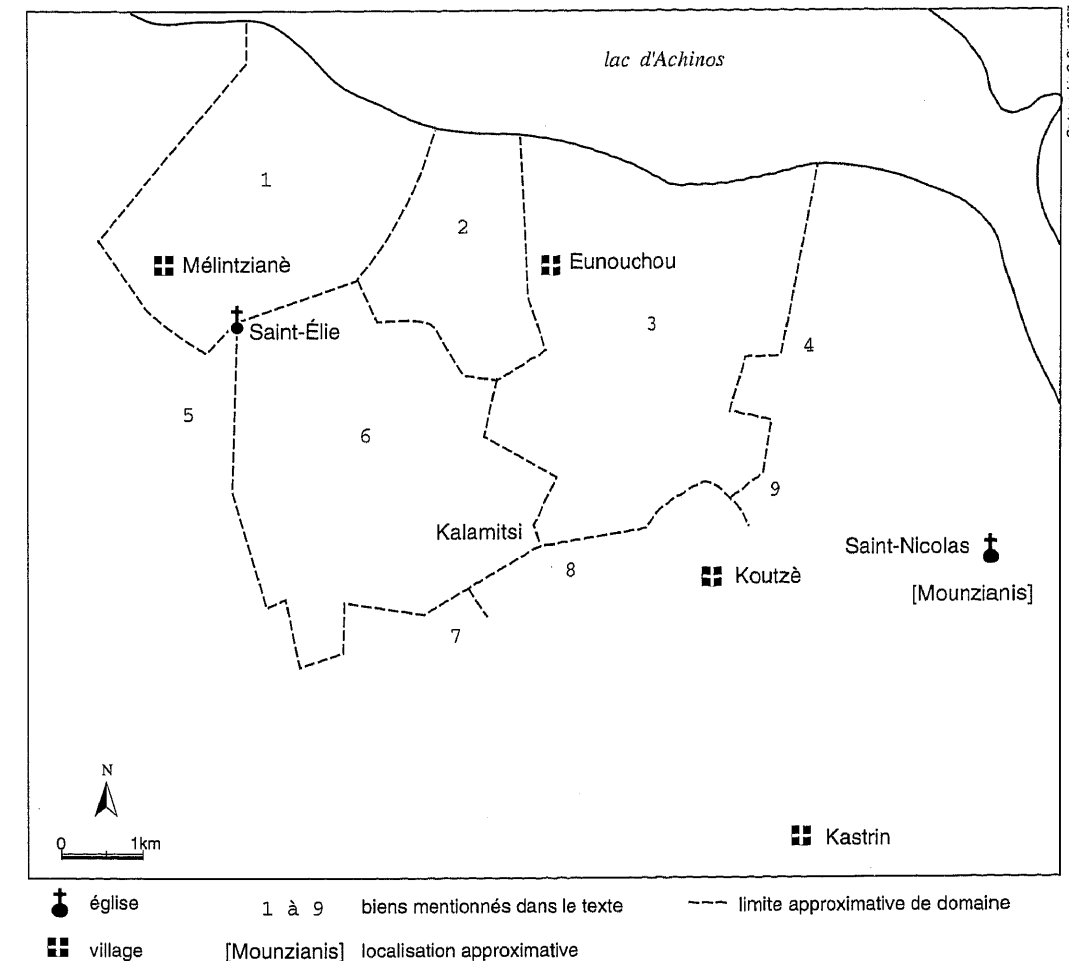 lac d'Achinos
1
2
Mélintzianè
Eunouchou
Saint-Élie
3
4
5
6
9
Kalamitsi
Saint-Nicolas
8
Koutzè
[Mounzianis]
7
N
0 1km
Kastrin
église
1 à 9 biens mentionnés dans le texte
limite approximative de domaine
village
[Mounzianis] localisation approximative